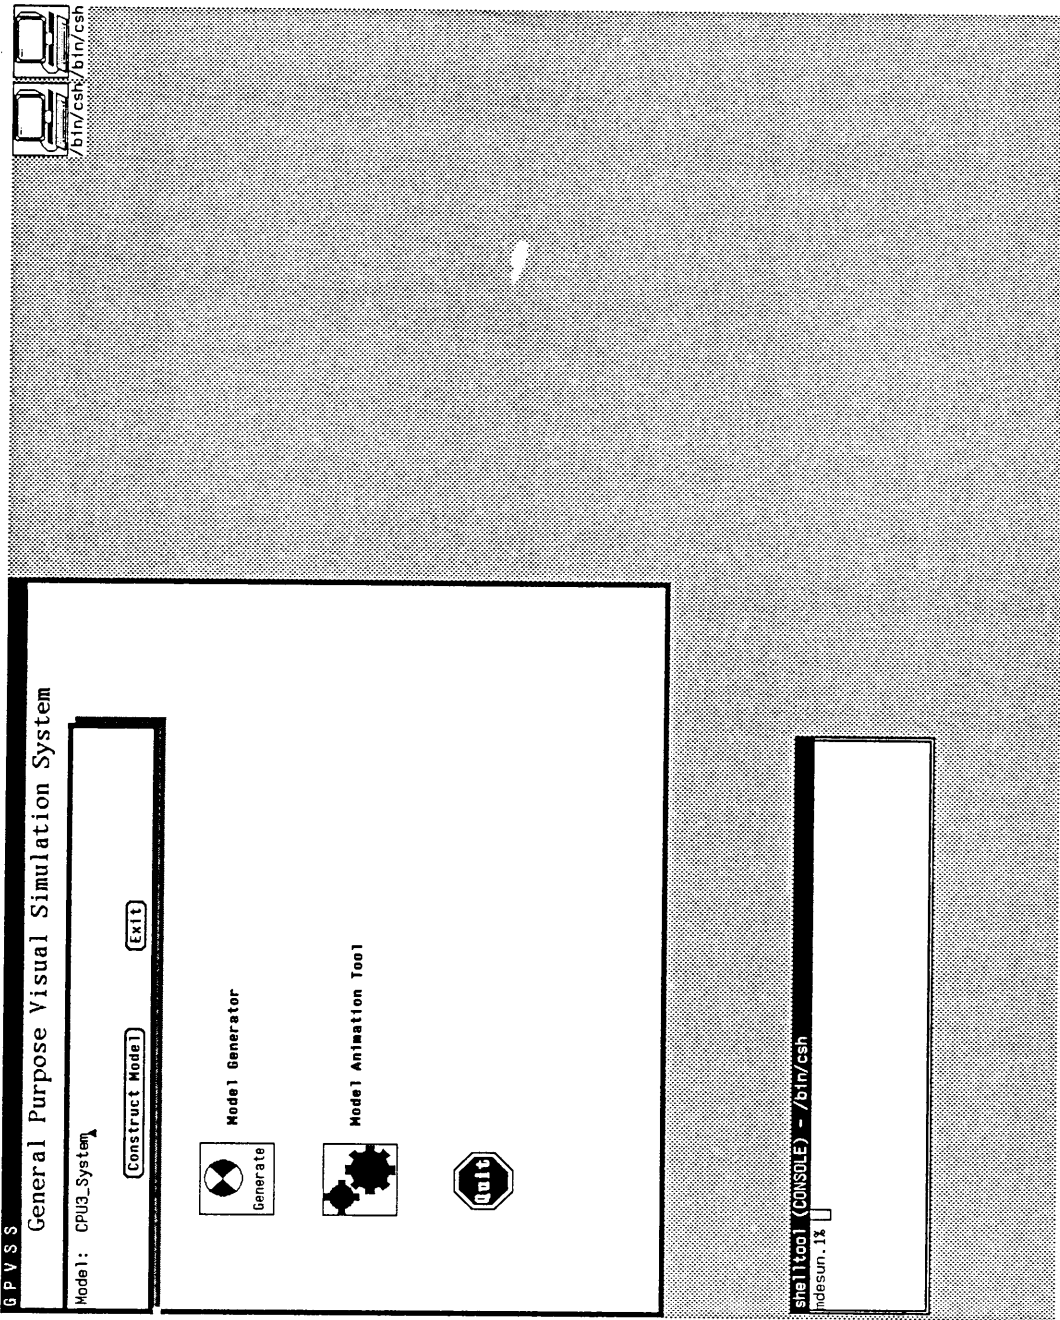 G P V S S
General Purpose Visual Simulation System
Model: CPU3_System
Construct Model Exit
Generate
Model Generator
Model Animation Tool
Quit
shelltool (CONSOLE) - /bin/csh
mdesun.1%
/bin/csh
/bin/csh